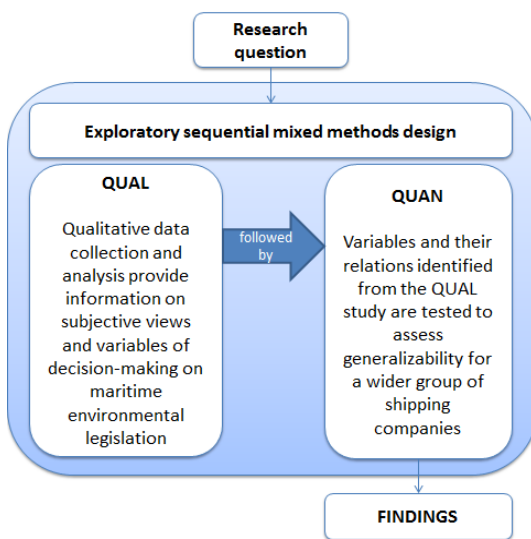 Research
question
Exploratory sequential mixed methods design
QUAL
Qualitative data
collection and
analysis provide
information on
subjective views
and variables of
decision-making on
maritime
environmental
legislation
followed
by
QUAN
Variables and their
relations identified
from the QUAL
study are tested to
assess
generalizability for
a wider group of
shipping
companies
FINDINGS